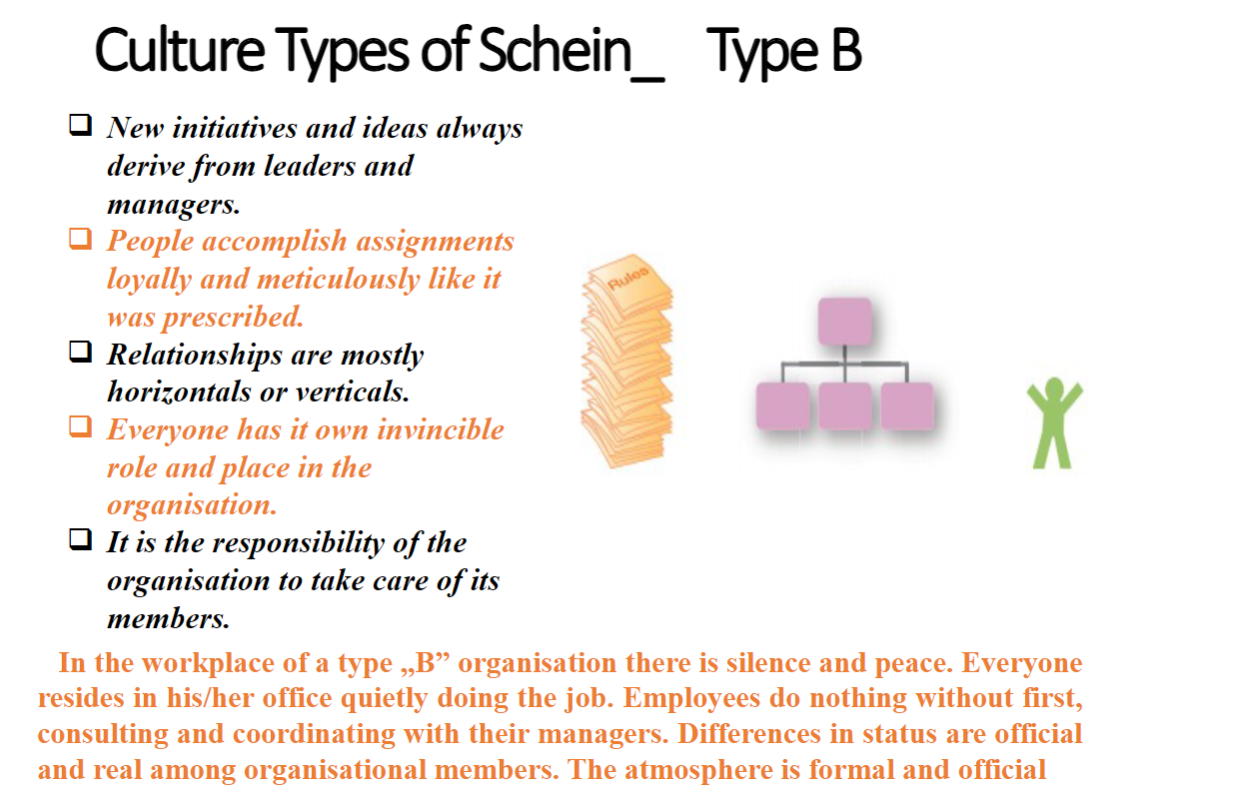 Culture Types of Schein_ Type B
New initiatives and ideas always
derive from leaders and
managers.
People accomplish assignments
loyally and meticulously like it
was prescribed.
Relationships are mostly
horizontals or verticals.
Everyone has it own invincible
role and place in the
organisation.
It is the responsibility of the
organisation to take care of its
members.
Rules
In the workplace of a type „B” organisation there is silence and peace. Everyone
resides in his/her office quietly doing the job. Employees do nothing without first,
consulting and coordinating with their managers. Differences in status are official
and real among organisational members. The atmosphere is formal and official